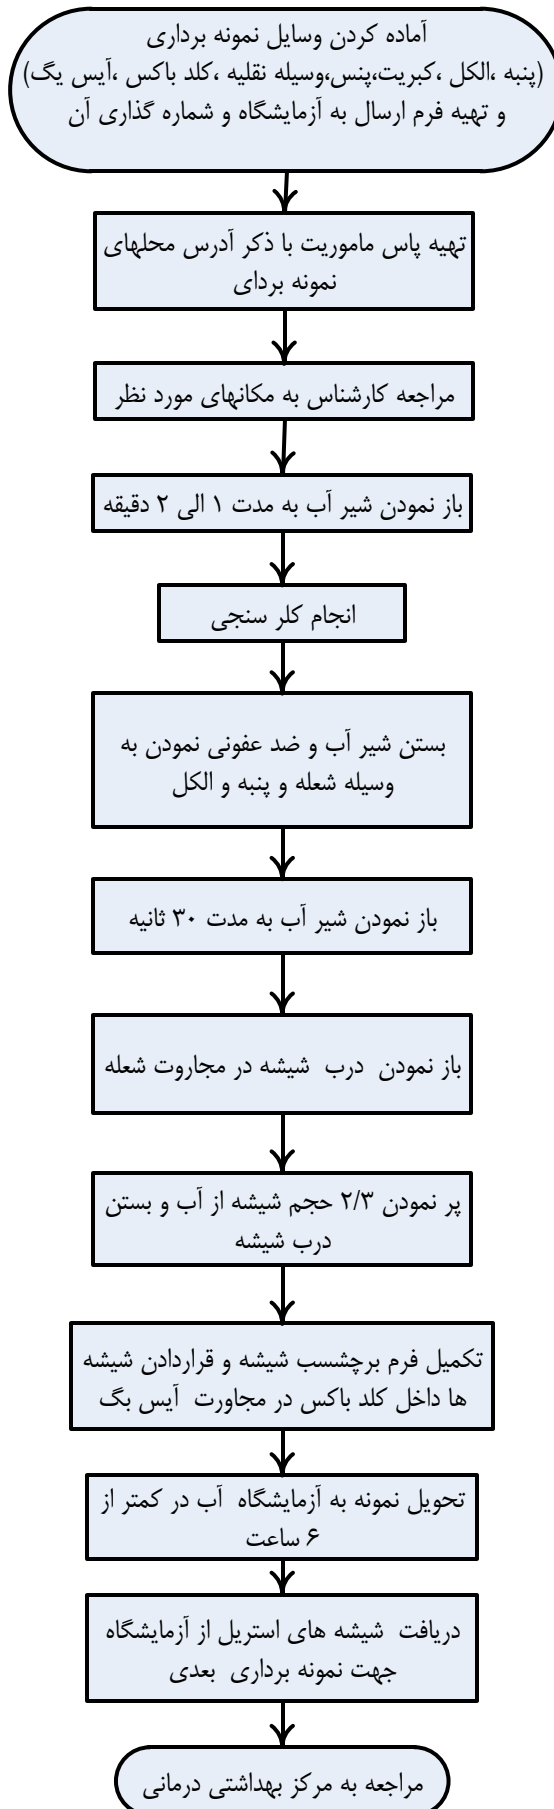 آماده کردن وسایل نمونه برداری
(پنبه ،الکل ،کبریت،پنس،وسیله نقلیه ،کلد باکس ،آیس یگ)
و تهیه فرم ارسال به آزمایشگاه و شماره گذاری آن
تهیه پاس ماموریت با ذکر آدرس محلهای
نمونه بردای
مراجعه کارشناس به مکانهای مورد نظر
باز نمودن شیر آب به مدت ۱ الی ۲ دقیقه
انجام کلر سنجی
بستن شیر آب و ضد عفونی نمودن به
وسیله شعله و پنبه و الکل
باز نمودن شیر آب به مدت ۳۰ ثانیه
باز نمودن درب شیشه در مجاروت شعله
پر نمودن ۲/۳ حجم شیشه از آب و بستن
درب شیشه
تکمیل فرم برچشسب شیشه و قراردادن شیشه
ها داخل کلد باکس در مجاورت آیس بگ
تحویل نمونه به آزمایشگاه آب در کمتر از
۶ ساعت
دریافت شیشه های استریل از آزمایشگاه
جهت نمونه برداری بعدی
مراجعه به مرکز بهداشتی درمانی